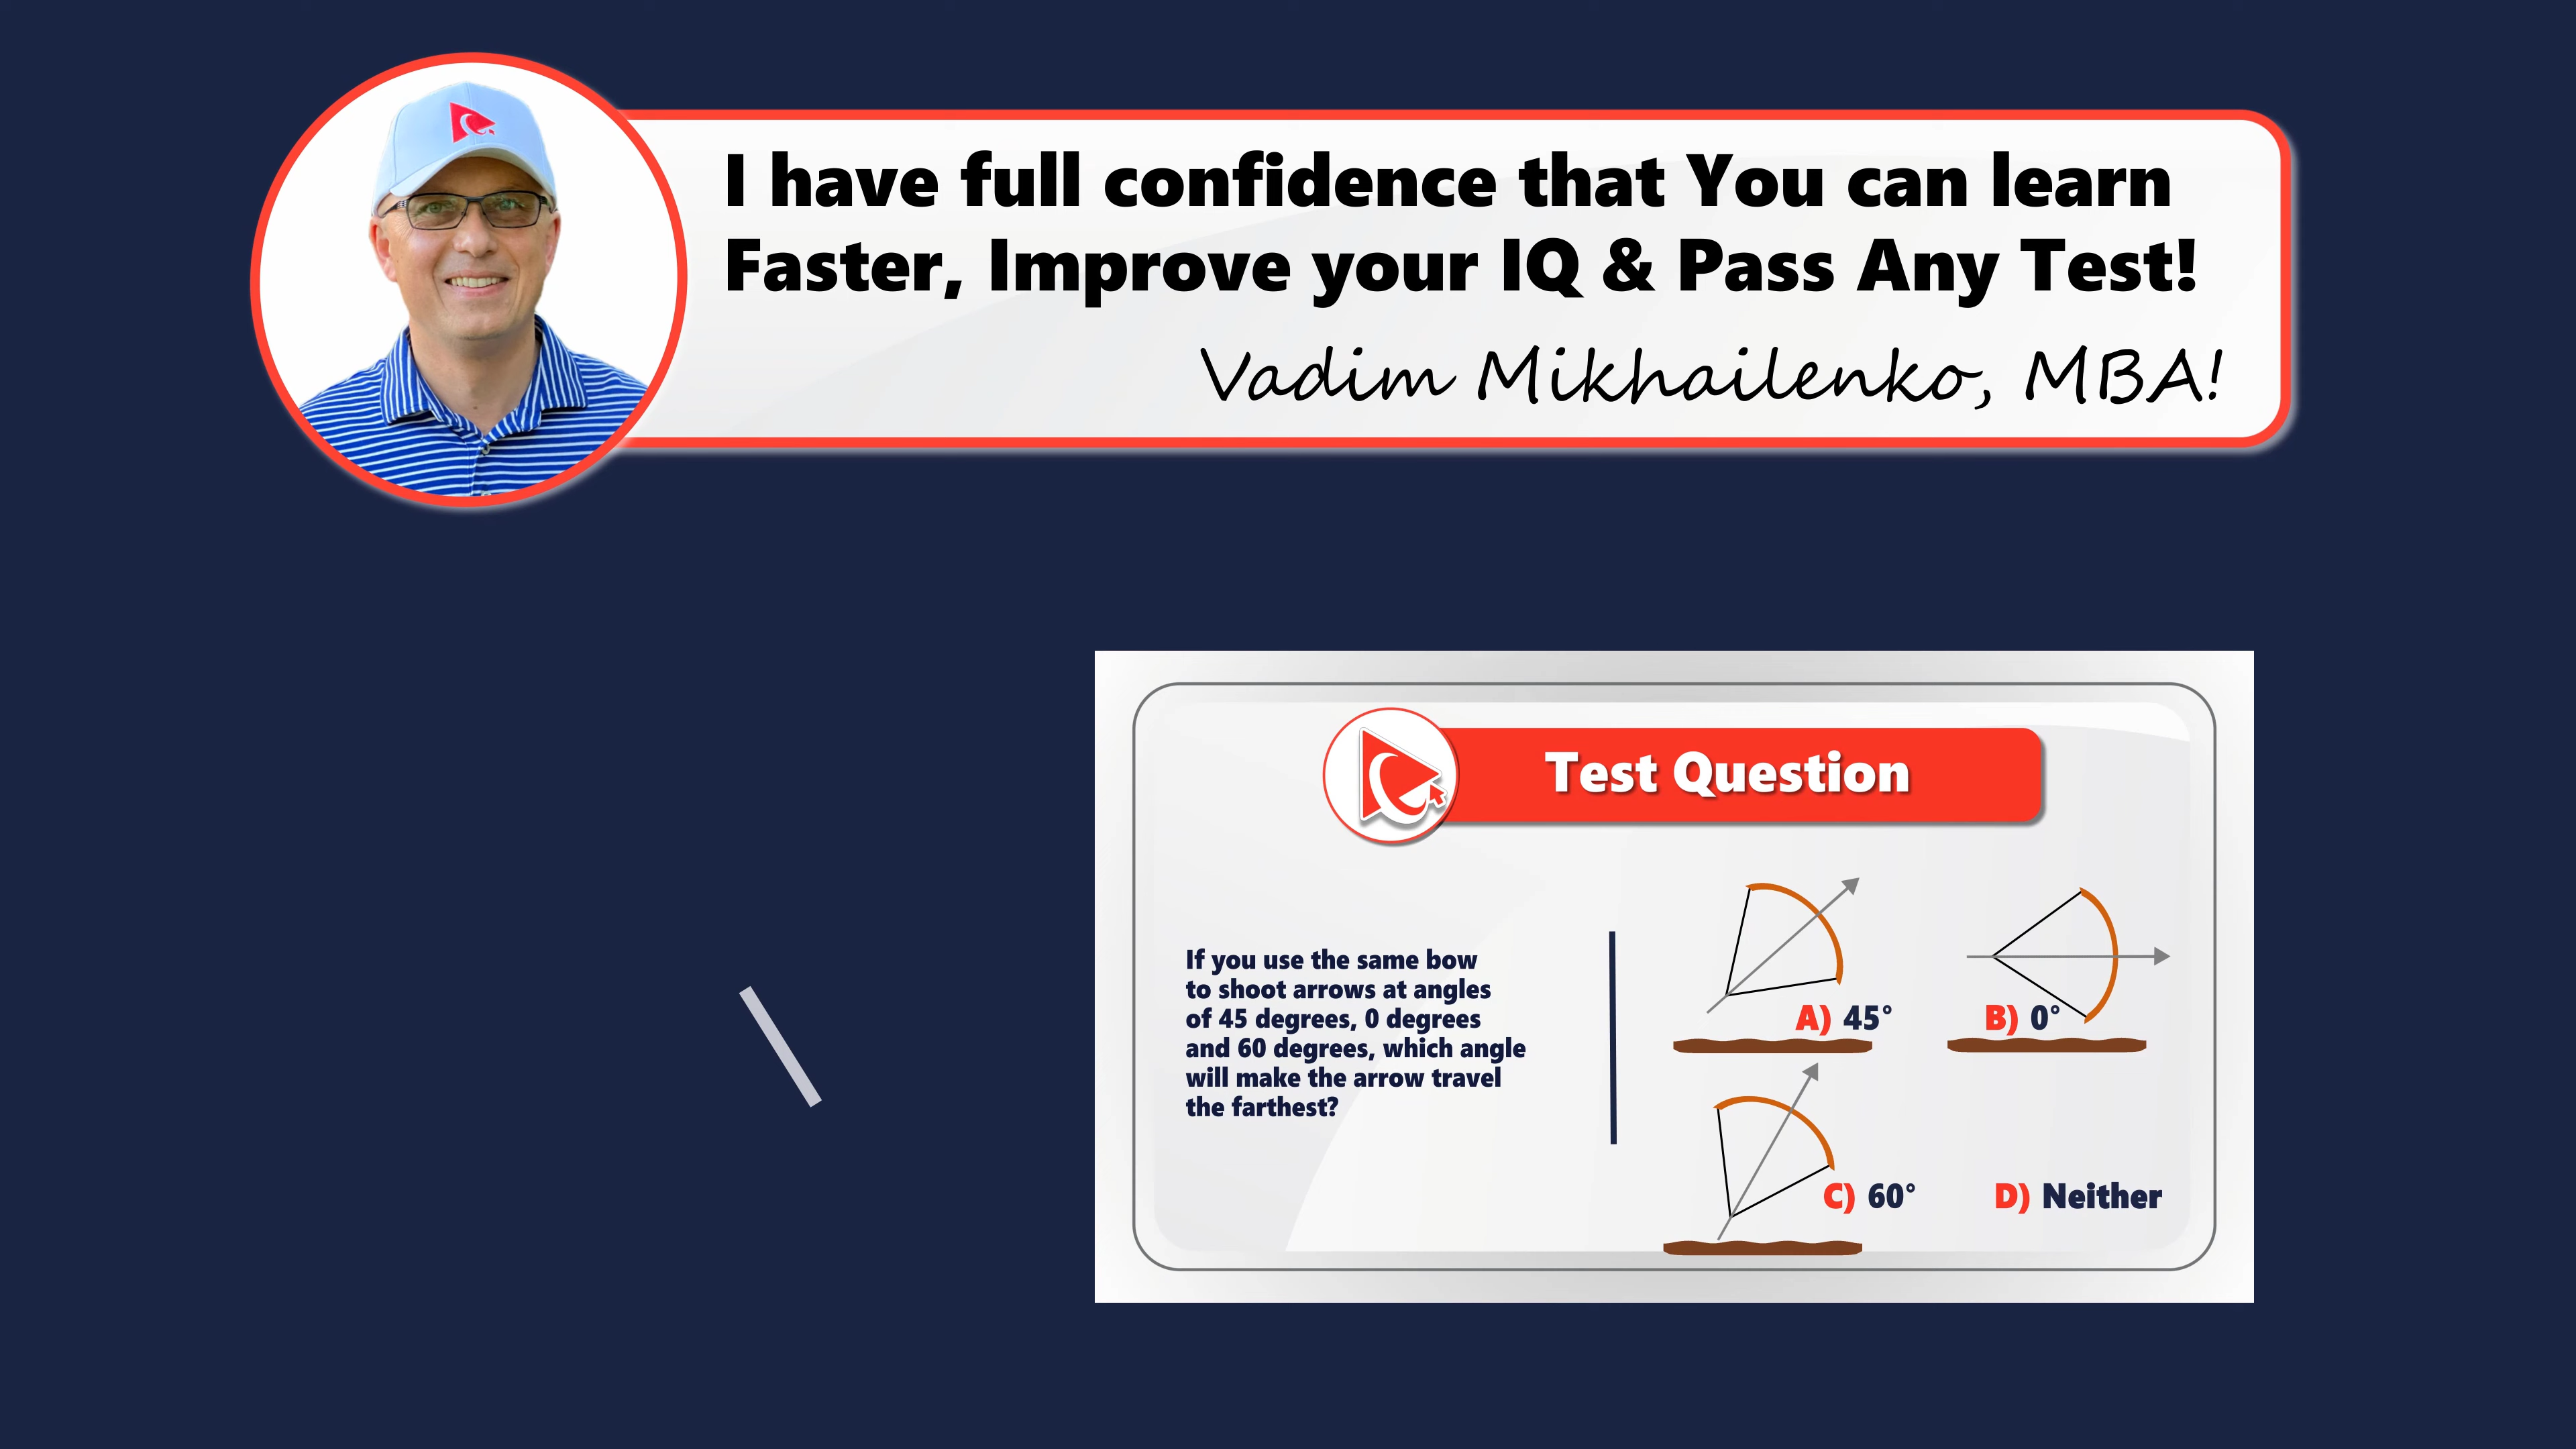 I have full confidence that You can learn
Faster, Improve your IQ & Pass Any Test!
Vadim Mikhailenko, MBA!
Test Question
If you use the same bow
to shoot arrows at angles
of 45 degrees, 0 degrees
and 60 degrees, which angle
will make the arrow travel
the farthest?
A) 45°
B) 0°
C) 60°
D) Neither